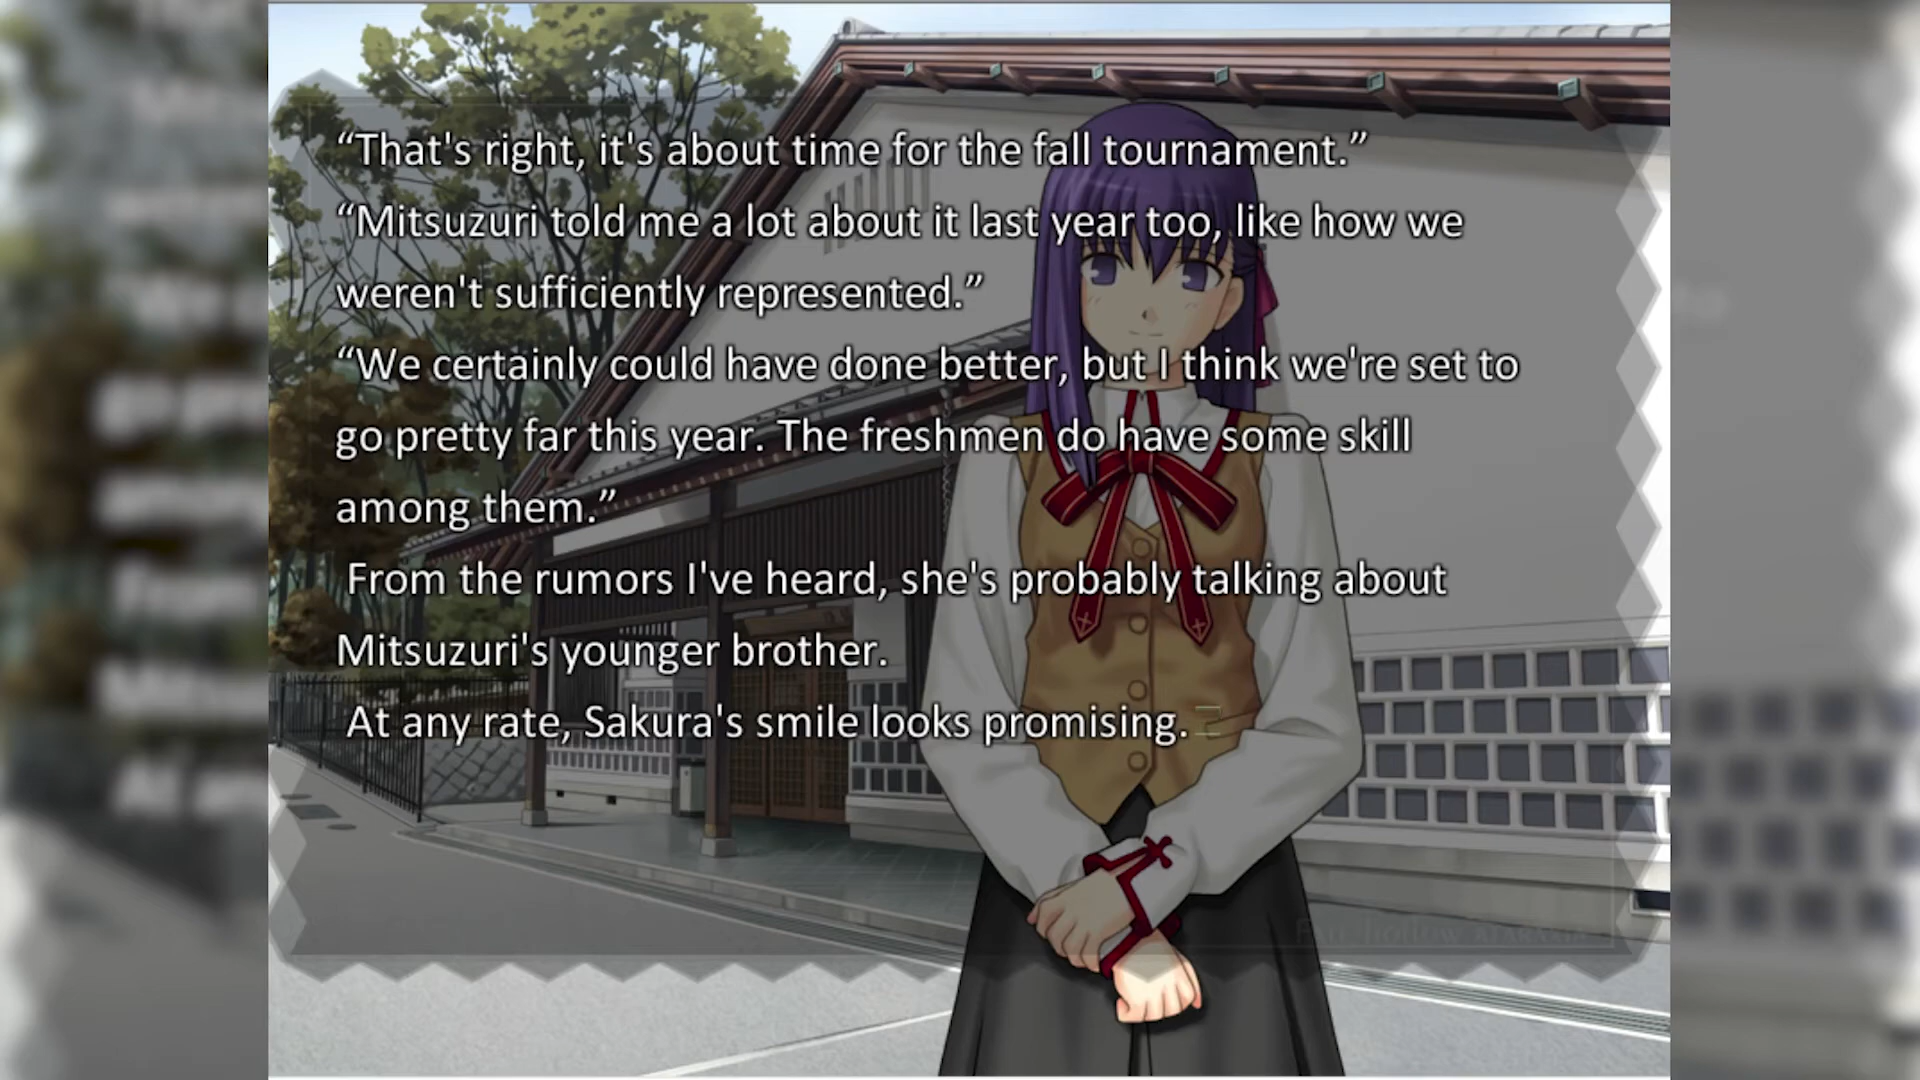 “That's right, it's about time for the fall tournament.”
“Mitsuzuri told me a lot about it last year too, like how we
weren't sufficiently represented.”
“We certainly could have done better, but I think we're set to
go pretty far this year. The freshmen do have some skill
among them.”
From the rumors I've heard, she's probably talking about
Mitsuzuri's younger brother.
At any rate, Sakura's smile looks promising.
Fate/hollow ATARAXIA